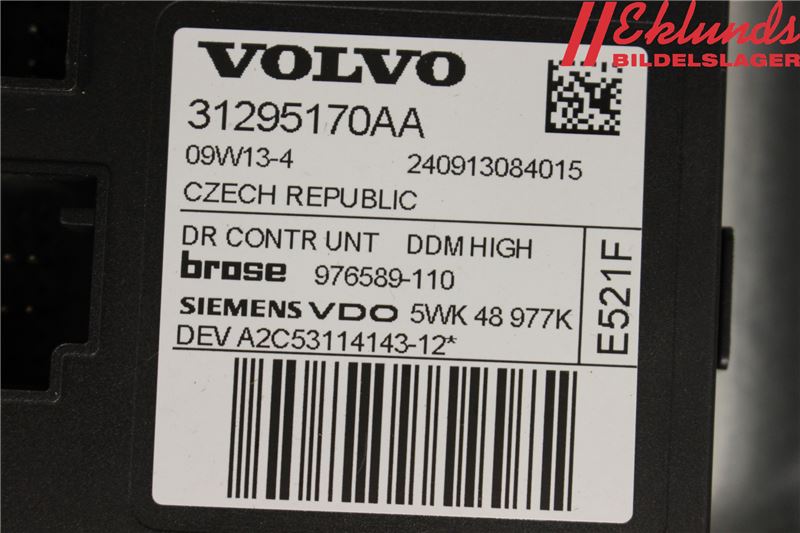 Eklunds
BILDELSLAGER
VOLVO
31295170AA
09W13-4 240913084015
CZECH REPUBLIC
DR CONTR UNT DDM HIGH
brose 976589-110
SIEMENS VDO 5WK 48 977K
DEV A2C53114143-12*
E521F